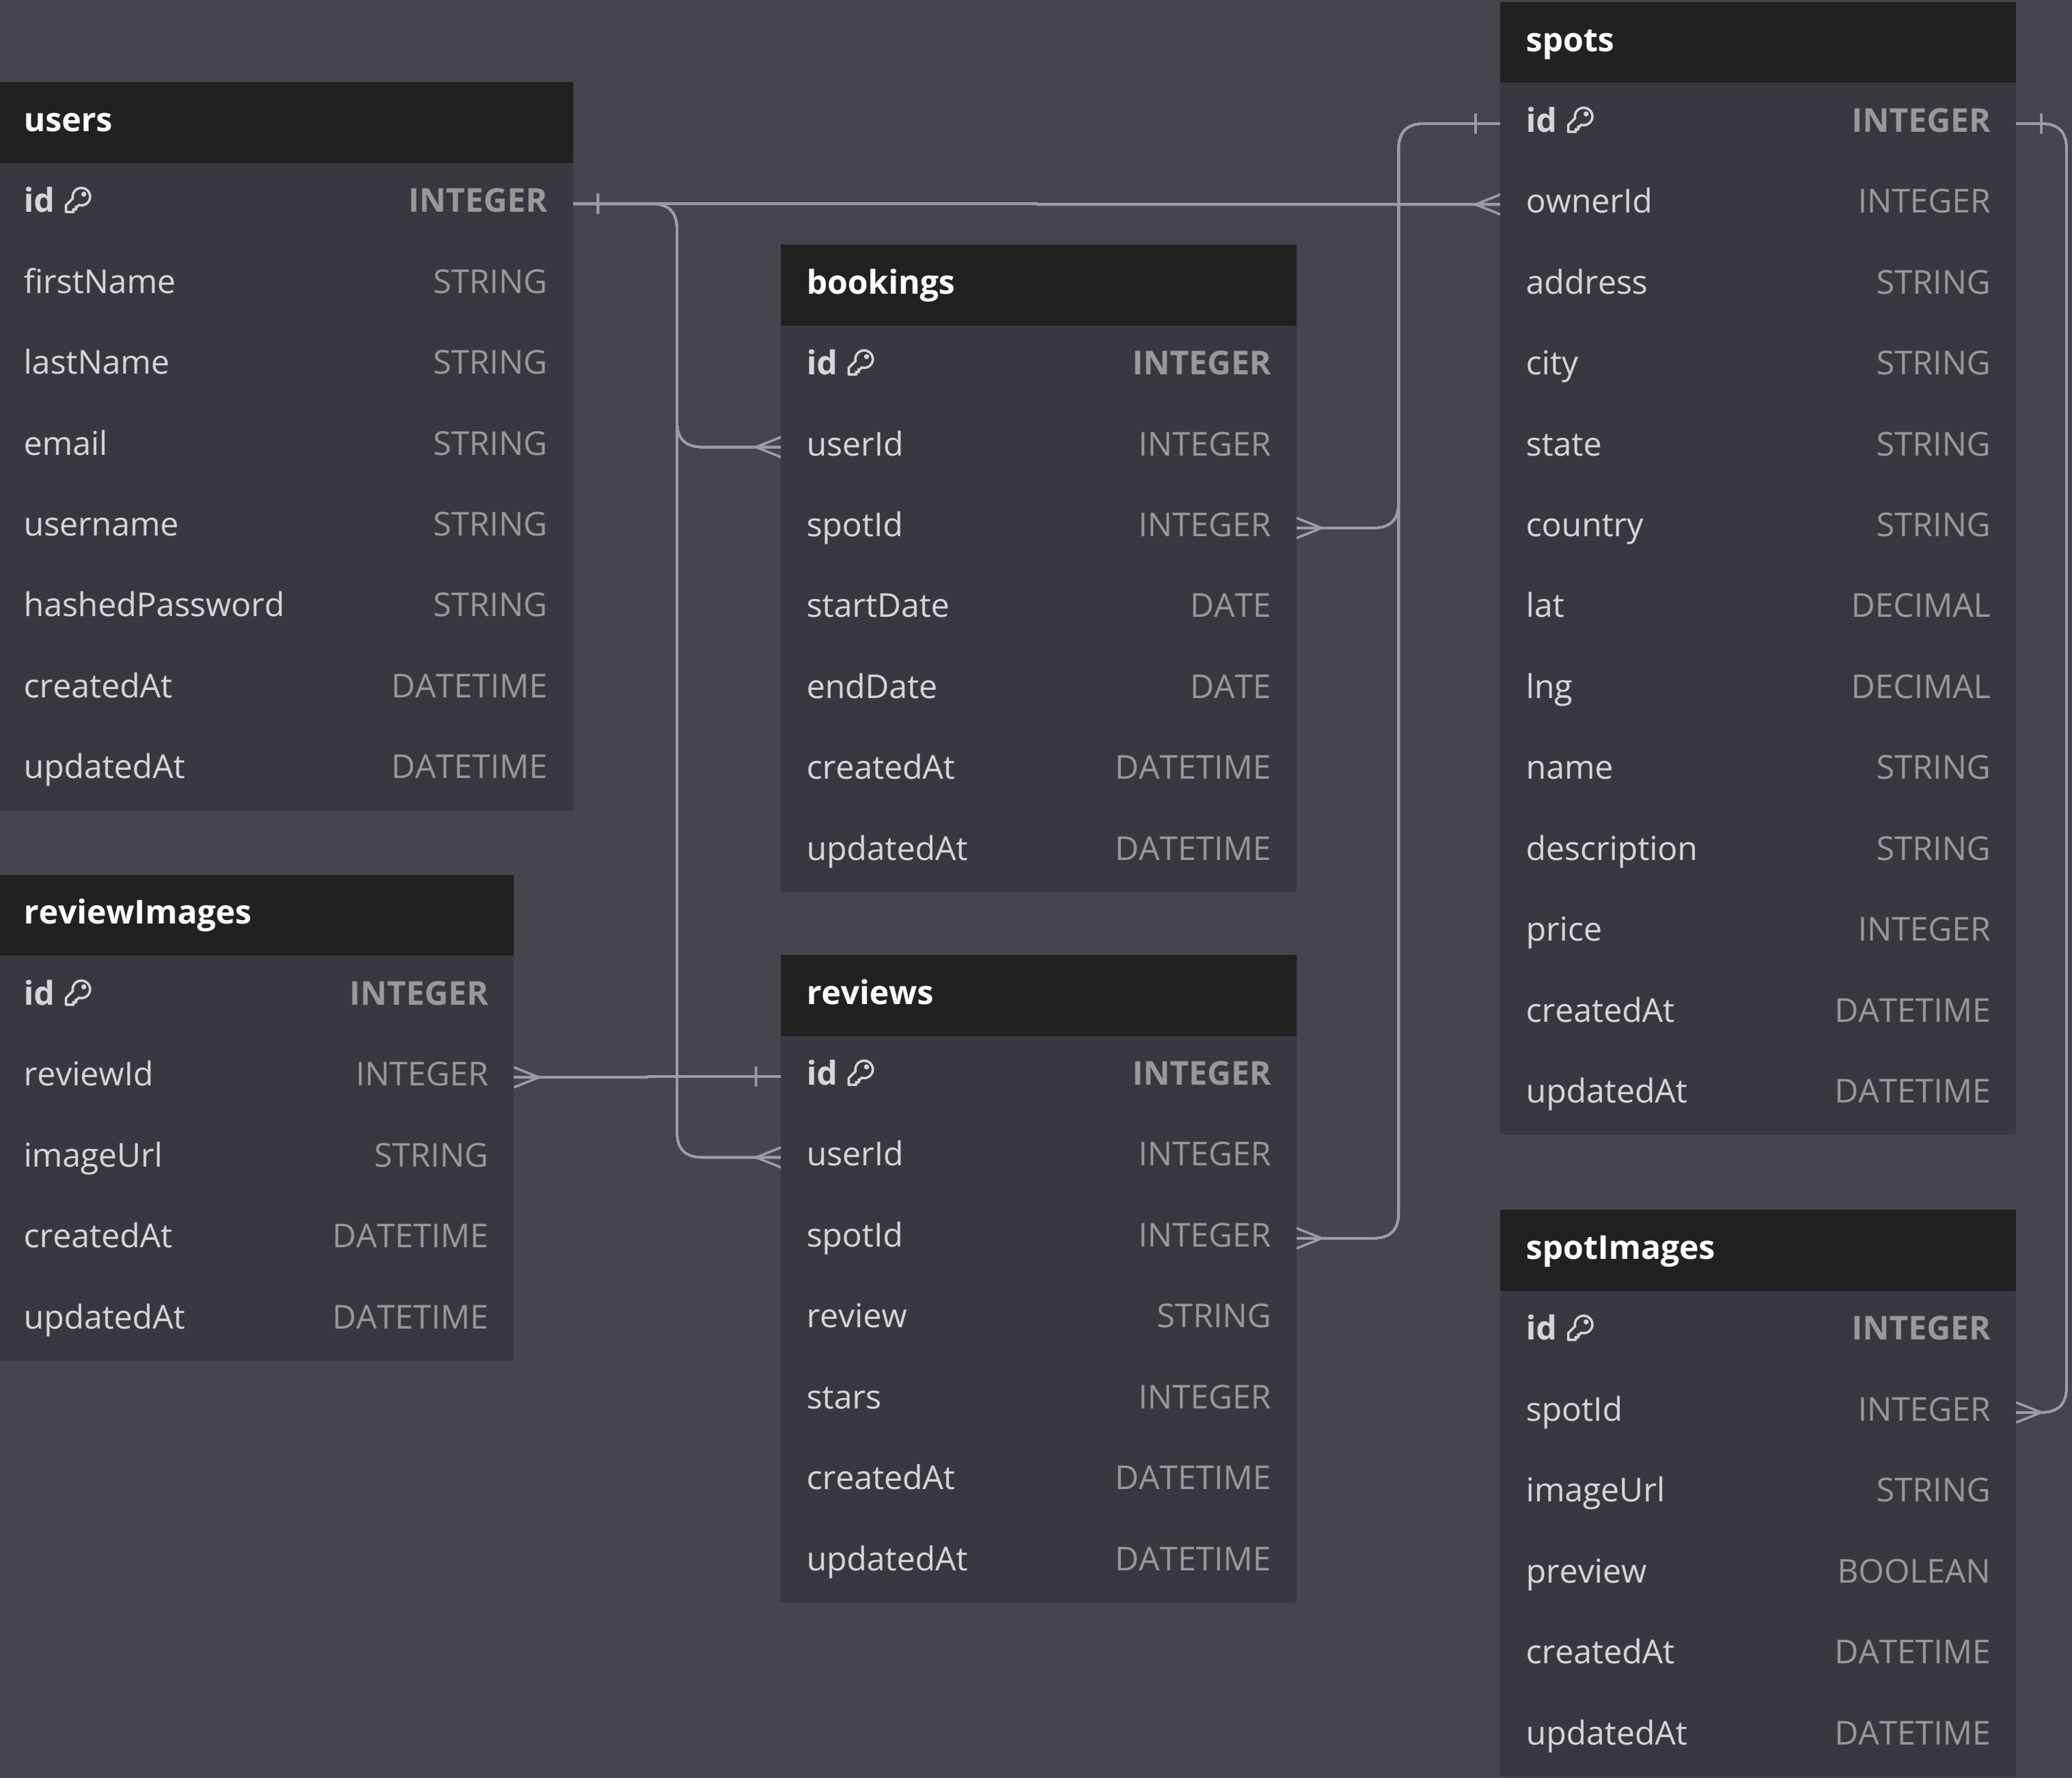 users
id INTEGER
firstName STRING
lastName STRING
email STRING
username STRING
hashedPassword STRING
createdAt DATETIME
updatedAt DATETIME
reviewImages
id INTEGER
reviewId INTEGER
imageUrl STRING
createdAt DATETIME
updatedAt DATETIME
bookings
id INTEGER
userId INTEGER
spotId INTEGER
startDate DATE
endDate DATE
createdAt DATETIME
updatedAt DATETIME
reviews
id INTEGER
userId INTEGER
spotId INTEGER
review STRING
stars INTEGER
createdAt DATETIME
updatedAt DATETIME
spots
id INTEGER
ownerId INTEGER
address STRING
city STRING
state STRING
country STRING
lat DECIMAL
lng DECIMAL
name STRING
description STRING
price INTEGER
createdAt DATETIME
updatedAt DATETIME
spotImages
id INTEGER
spotId INTEGER
imageUrl STRING
preview BOOLEAN
createdAt DATETIME
updatedAt DATETIME